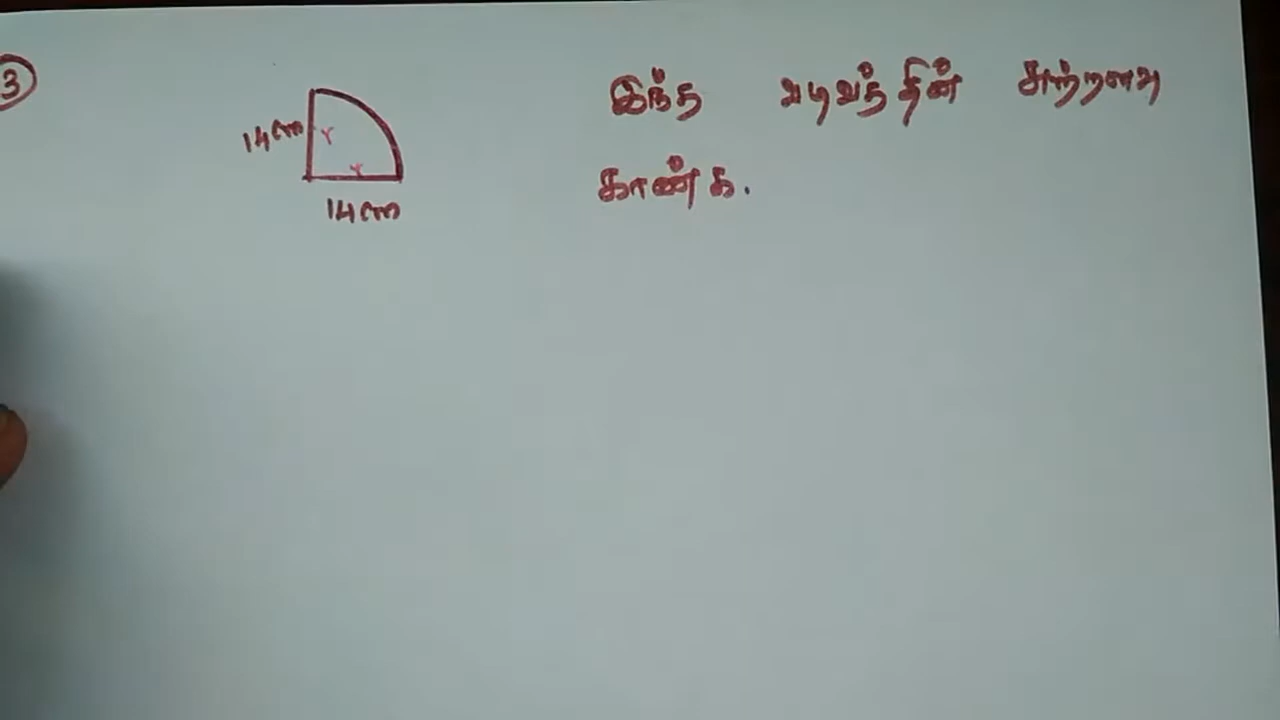 3
இந்த வடிவத்தின் சுற்றளவு
14cm r
காண்க.
r
14cm